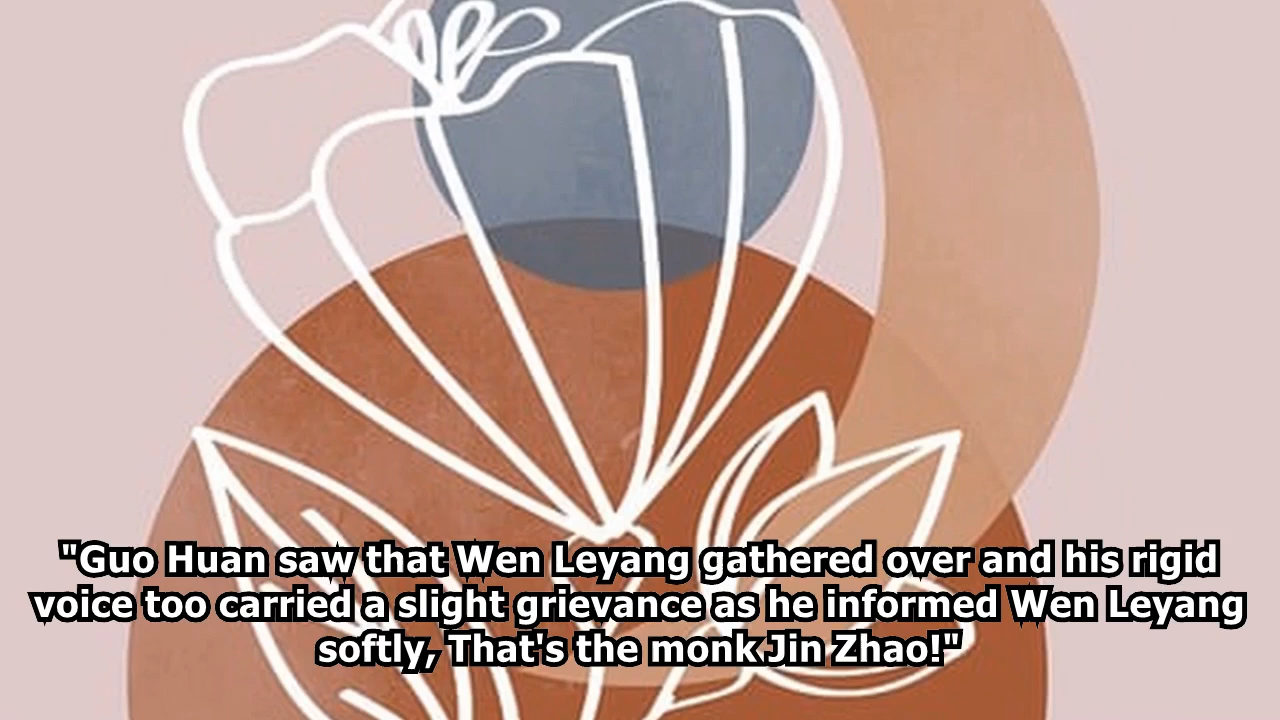 "Guo Huan saw that Wen Leyang gathered over and his rigid
voice too carried a slight grievance as he informed Wen Leyang
softly, That's the monk Jin Zhao!"